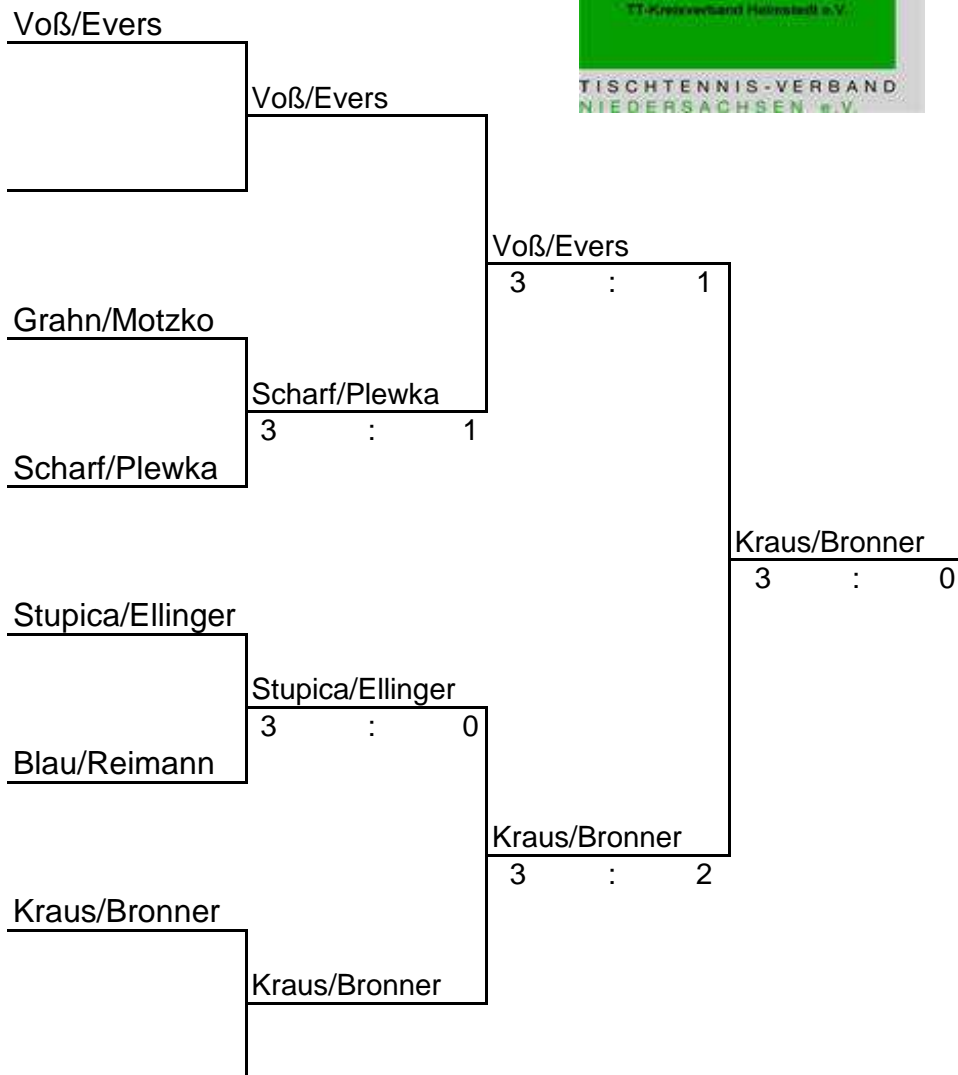 TT-Kreisverband Helmstedt e.V.
TISCHTENNIS-VERBAND
NIEDERSACHSEN e.V.
Voß/Evers
Voß/Evers
Voß/Evers
3 : 1
Grahn/Motzko
Scharf/Plewka
3 : 1
Scharf/Plewka
Kraus/Bronner
3 : 0
Stupica/Ellinger
Stupica/Ellinger
3 : 0
Blau/Reimann
Kraus/Bronner
3 : 2
Kraus/Bronner
Kraus/Bronner